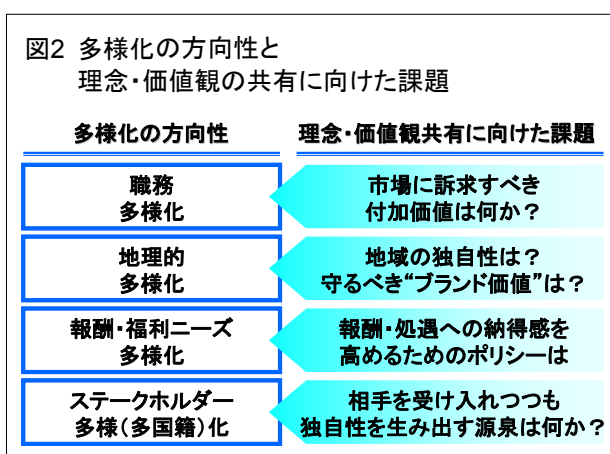 図2 多様化の方向性と
理念・価値観の共有に向けた課題
多様化の方向性
理念・価値観共有に向けた課題
職務
多様化
市場に訴求すべき
付加価値は何か？
地理的
多様化
地域の独自性は？
守るべき“ブランド価値”は？
報酬・福利ニーズ
多様化
報酬・処遇への納得感を
高めるためのポリシーは
ステークホルダー
多様（多国籍）化
相手を受け入れつつも
独自性を生み出す源泉は何か？